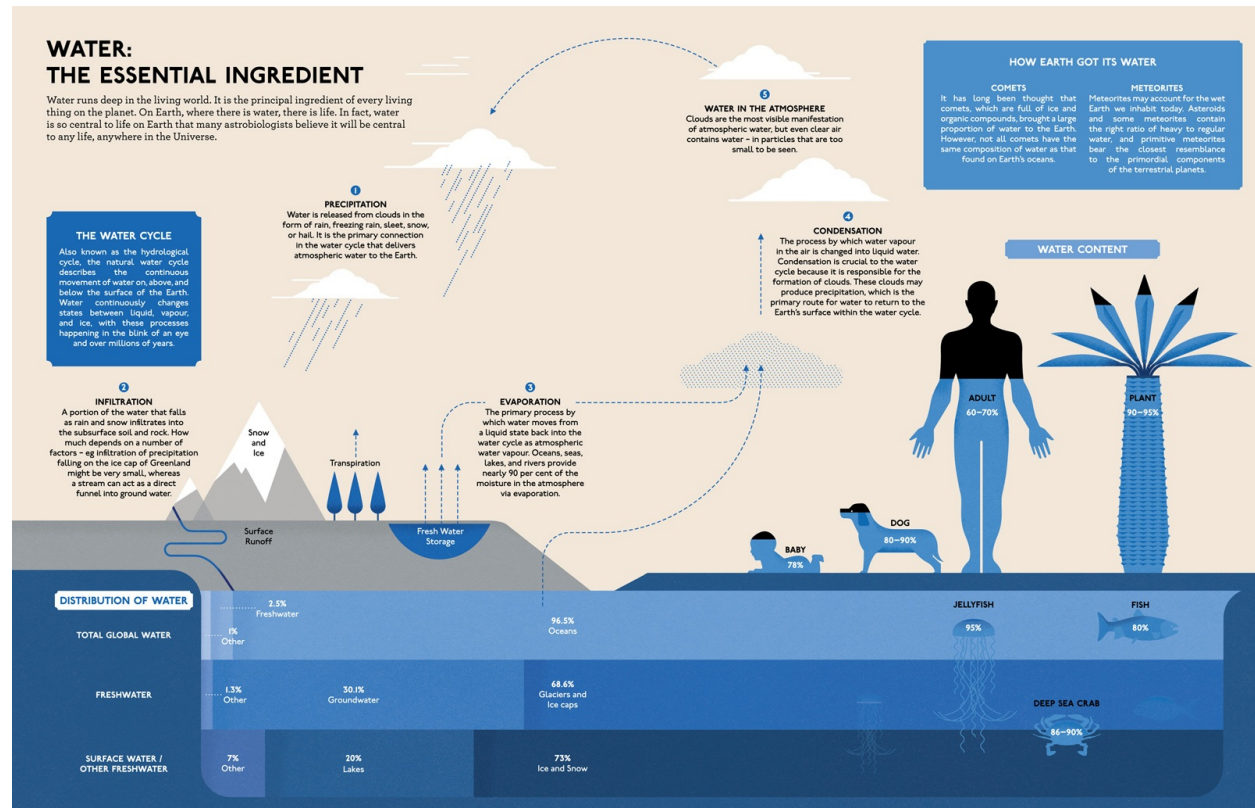 WATER:
THE ESSENTIAL INGREDIENT
Water runs deep in the living world. It is the principal ingredient of every living
thing on the planet. On Earth, where there is water, there is life. In fact, water
is so central to life on Earth that many astrobiologists believe it will be central
to any life, anywhere in the Universe.
THE WATER CYCLE
Also known as the hydrological
cycle, the natural water cycle
describes the continuous
movement of water on, above, and
below the surface of the Earth.
Water continuously changes
states between liquid, vapour,
and ice, with these processes
happening in the blink of an eye
and over millions of years.
1
PRECIPITATION
Water is released from clouds in the
form of rain, freezing rain, sleet, snow,
or hail. It is the primary connection
in the water cycle that delivers
atmospheric water to the Earth.
2
INFILTRATION
A portion of the water that falls
as rain and snow infiltrates into
the subsurface soil and rock. How
much depends on a number of
factors – eg infiltration of precipitation
falling on the ice cap of Greenland
might be very small, whereas
a stream can act as a direct
funnel into ground water.
3
EVAPORATION
The primary process by
which water moves from
a liquid state back into the
water cycle as atmospheric
water vapour. Oceans, seas,
lakes, and rivers provide
nearly 90 per cent of the
moisture in the atmosphere
via evaporation.
4
CONDENSATION
The process by which water vapour
in the air is changed into liquid water.
Condensation is crucial to the water
cycle because it is responsible for the
formation of clouds. These clouds may
produce precipitation, which is the
primary route for water to return to the
Earth's surface within the water cycle.
5
WATER IN THE ATMOSPHERE
Clouds are the most visible manifestation
of atmospheric water, but even clear air
contains water – in particles that are too
small to be seen.
HOW EARTH GOT ITS WATER
COMETS
It has long been thought that
comets, which are full of ice and
organic compounds, brought a large
proportion of water to the Earth.
However, not all comets have the
same composition of water as that
found on Earth's oceans.
METEORITES
Meteorites may account for the wet
Earth we inhabit today. Asteroids
and some meteorites contain
the right ratio of heavy to regular
water, and primitive meteorites
bear the closest resemblance
to the primordial components
of the terrestrial planets.
Snow
and
Ice
Transpiration
Surface
Runoff
Fresh Water
Storage
WATER CONTENT
BABY
78%
DOG
80–90%
ADULT
60–70%
PLANT
90–95%
JELLYFISH
95%
FISH
80%
DEEP SEA CRAB
86–90%
DISTRIBUTION OF WATER
TOTAL GLOBAL WATER
2.5%
Freshwater
1%
Other
96.5%
Oceans
FRESHWATER
1.3%
Other
30.1%
Groundwater
68.6%
Glaciers and
Ice caps
SURFACE WATER /
OTHER FRESHWATER
7%
Other
20%
Lakes
73%
Ice and Snow